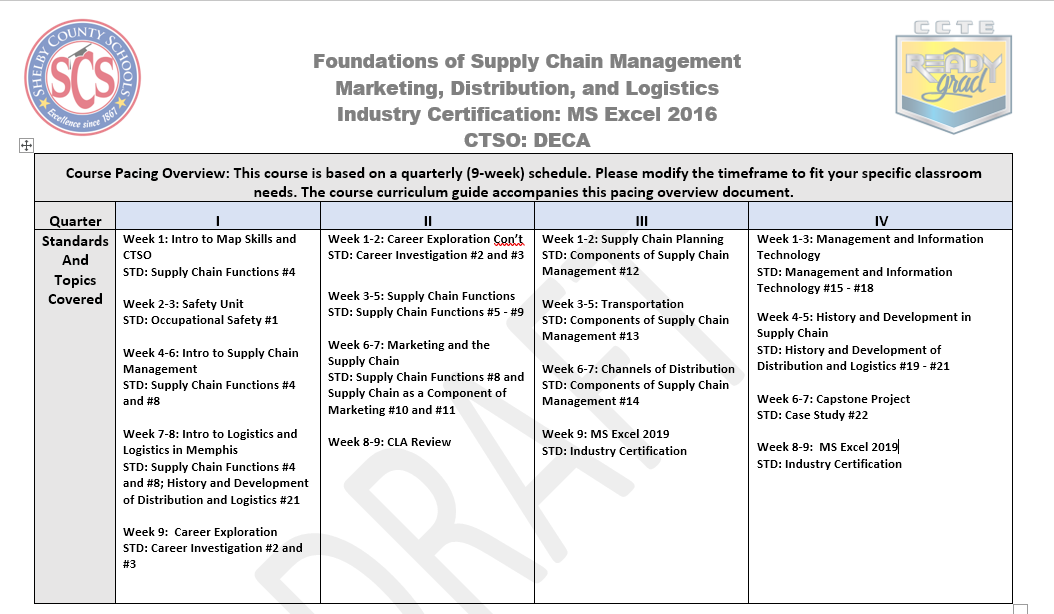 SHELBY COUNTY SCHOOLS
SCS
Excellence since 1867
CCTE
READY
grad
Foundations of Supply Chain Management
Marketing, Distribution, and Logistics
Industry Certification: MS Excel 2016
CTSO: DECA
Course Pacing Overview: This course is based on a quarterly (9-week) schedule. Please modify the timeframe to fit your specific classroom
needs. The course curriculum guide accompanies this pacing overview document.
Quarter
I
II
III
IV
Standards
And
Topics
Covered
Week 1: Intro to Map Skills and
CTSO
STD: Supply Chain Functions #4
Week 2-3: Safety Unit
STD: Occupational Safety #1
Week 4-6: Intro to Supply Chain
Management
STD: Supply Chain Functions #4
and #8
Week 7-8: Intro to Logistics and
Logistics in Memphis
STD: Supply Chain Functions #4
and #8; History and Development
of Distribution and Logistics #21
Week 9:  Career Exploration
STD: Career Investigation #2 and
#3
Week 1-2: Career Exploration Con't
STD: Career Investigation #2 and #3
Week 3-5: Supply Chain Functions
STD: Supply Chain Functions #5 - #9
Week 6-7: Marketing and the
Supply Chain
STD: Supply Chain Functions #8 and
Supply Chain as a Component of
Marketing #10 and #11
Week 8-9: CLA Review
Week 1-2: Supply Chain Planning
STD: Components of Supply Chain
Management #12
Week 3-5: Transportation
STD: Components of Supply Chain
Management #13
Week 6-7: Channels of Distribution
STD: Components of Supply Chain
Management #14
Week 9: MS Excel 2019
STD: Industry Certification
Week 1-3: Management and Information
Technology
STD: Management and Information
Technology #15 - #18
Week 4-5: History and Development in
Supply Chain
STD: History and Development of
Distribution and Logistics #19 - #21
Week 6-7: Capstone Project
STD: Case Study #22
Week 8-9:  MS Excel 2019
STD: Industry Certification
DRAFT